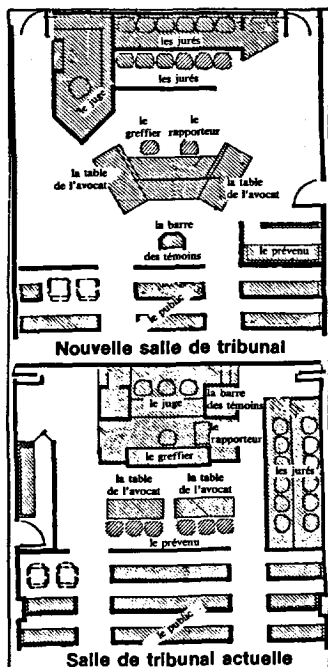 les jurés
les jurés
le juge
le
greffier
le
rapporteur
la table
de l'avocat
la table
de l'avocat
la barre
des témoins
le prévenu
le public
Nouvelle salle de tribunal
le juge
la barre
des témoins
le
rapporteur
le greffier
les jurés
la table
de l'avocat
la table
de l'avocat
le prévenu
le public
Salle de tribunal actuelle